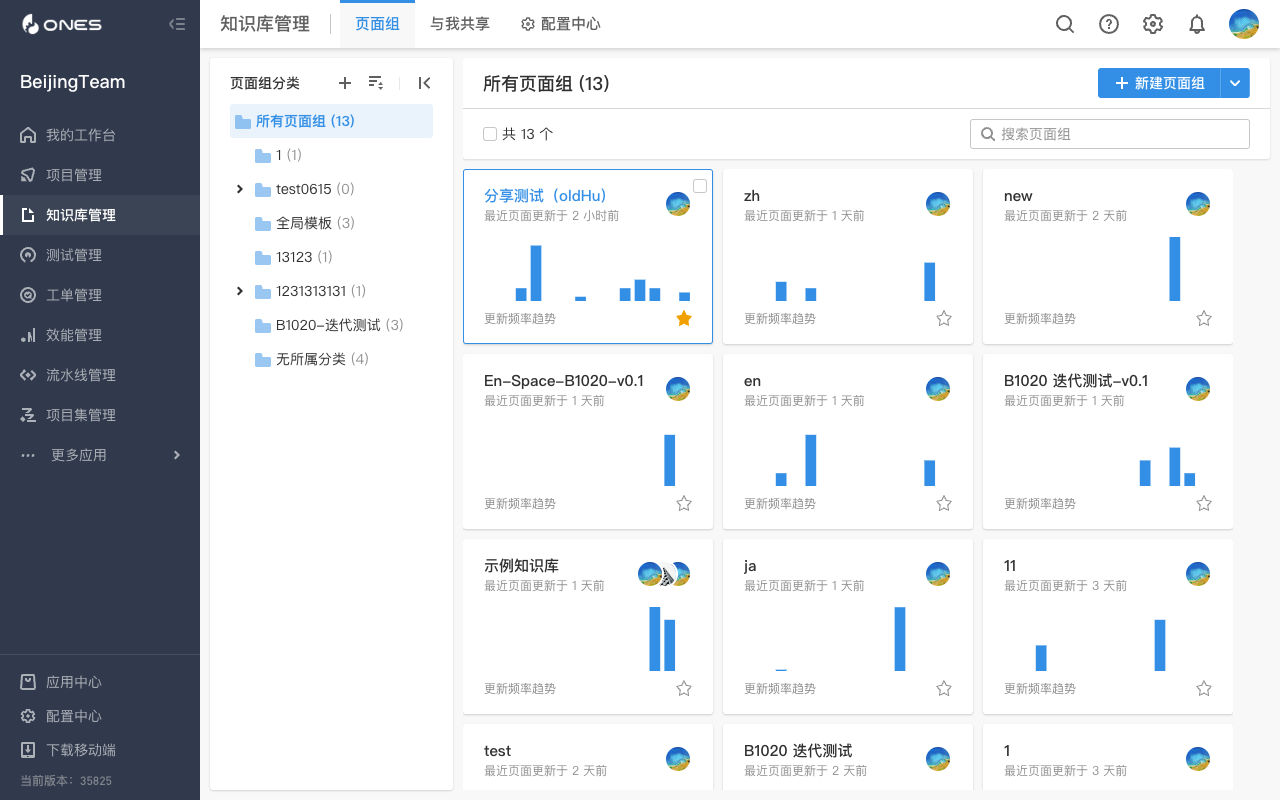 ONES
BeijingTeam
我的工作台
项目管理
知识库管理
测试管理
工单管理
效能管理
流水线管理
项目集管理
更多应用
应用中心
配置中心
下载移动端
当前版本：35825
知识库管理
页面组
与我共享
配置中心
页面组分类
所有页面组 (13)
1 (1)
test0615 (0)
全局模板 (3)
13123 (1)
1231313131 (1)
B1020-迭代测试 (3)
无所属分类 (4)
所有页面组 (13)
新建页面组
共 13 个
搜索页面组
分享测试（oldHu）
最近页面更新于 2 小时前
更新频率趋势
zh
最近页面更新于 1 天前
更新频率趋势
new
最近页面更新于 2 天前
更新频率趋势
En-Space-B1020-v0.1
最近页面更新于 1 天前
更新频率趋势
en
最近页面更新于 1 天前
更新频率趋势
B1020 迭代测试-v0.1
最近页面更新于 1 天前
更新频率趋势
示例知识库
最近页面更新于 1 天前
更新频率趋势
ja
最近页面更新于 1 天前
更新频率趋势
11
最近页面更新于 3 天前
更新频率趋势
test
最近页面更新于 2 天前
B1020 迭代测试
最近页面更新于 2 天前
1
最近页面更新于 3 天前